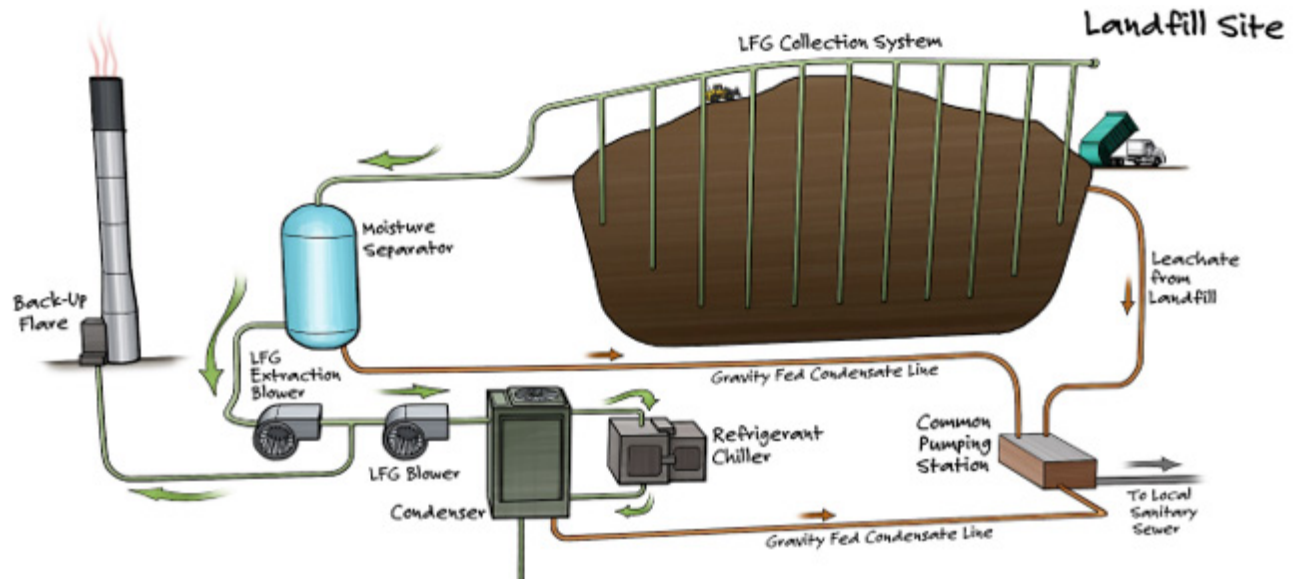 Landfill Site
LFG Collection System
Moisture
Separator
Leachate
from
Landfill
Back-Up
Flare
LFG
Extraction
Blower
Gravity Fed Condensate Line
Refrigerant
Chiller
Common
Pumping
Station
LFG Blower
Condenser
To Local
Sanitary
Sewer
Gravity Fed Condensate Line